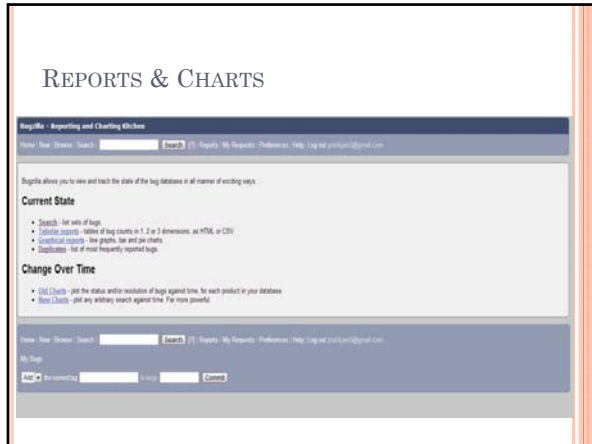 REPORTS & CHARTS
Bugzilla - Reporting and Charting Kitchen
Home | New | Browse | Search | Search [?] | Reports | My Requests | Preferences | Help | Log out
Bugzilla allows you to view and track the state of the bug database in all manner of exciting ways.
Current State
• Search - list sets of bugs.
• Tabular reports - tables of bug counts in 1, 2 or 3 dimensions, as HTML or CSV.
• Graphical reports - line graphs, bar and pie charts.
• Duplicates - list of most frequently reported bugs.
Change Over Time
• Old Charts - plot the status and/or resolution of bugs against time, for each product in your database.
• New Charts - plot any arbitrary search against time. Far more powerful.
Home | New | Browse | Search | Search [?] | Reports | My Requests | Preferences | Help | Log out
My Bugs
Add the named tag to bugs Commit